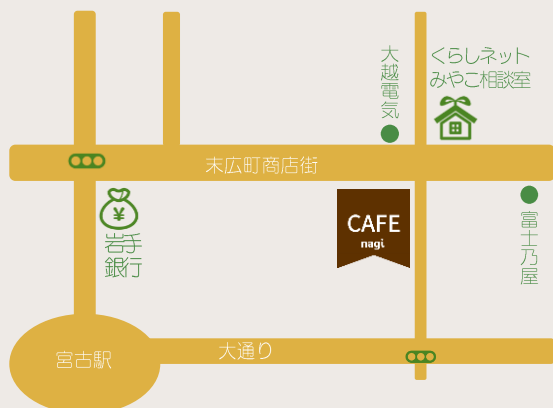 大越電気
くらしネット
みやこ相談室
末広町商店街
CAFE
nagi
¥
岩手
銀行
富士乃屋
大通り
宮古駅